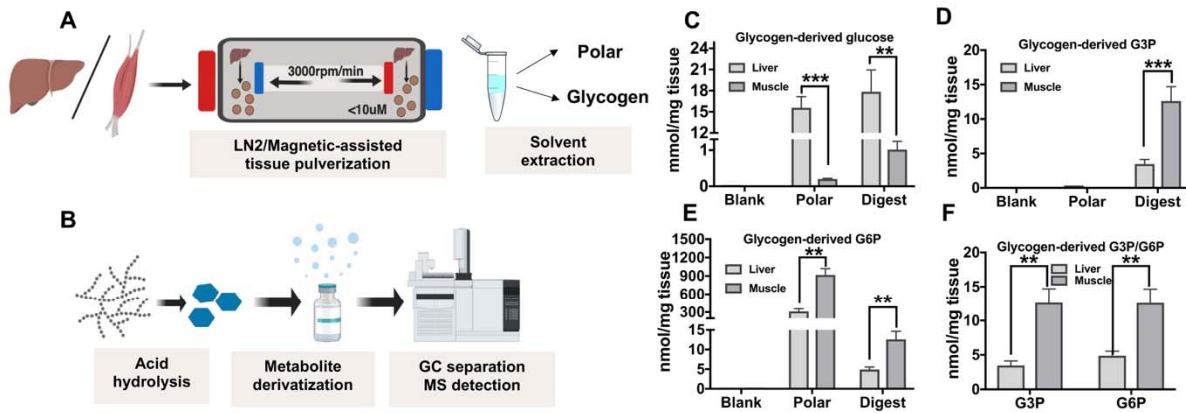 A
3000rpm/min
<10uM
LN2/Magnetic-assisted
tissue pulverization
Polar
Glycogen
Solvent
extraction
B
Acid
hydrolysis
Metabolite
derivatization
GC separation
MS detection
C
Glycogen-derived glucose
Liver
Muscle
***
**
mmol/mg tissue
24
21
18
15
12
1
0
Blank
Polar
Digest
D
Glycogen-derived G3P
Liver
Muscle
***
nmol/mg tissue
20
15
10
5
0
Blank
Polar
Digest
E
Glycogen-derived G6P
Liver
Muscle
**
**
nmol/mg tissue
1500
1200
900
600
300
15
10
5
0
Blank
Polar
Digest
F
Glycogen-derived G3P/G6P
Liver
Muscle
**
**
nmol/mg tissue
20
15
10
5
0
G3P
G6P